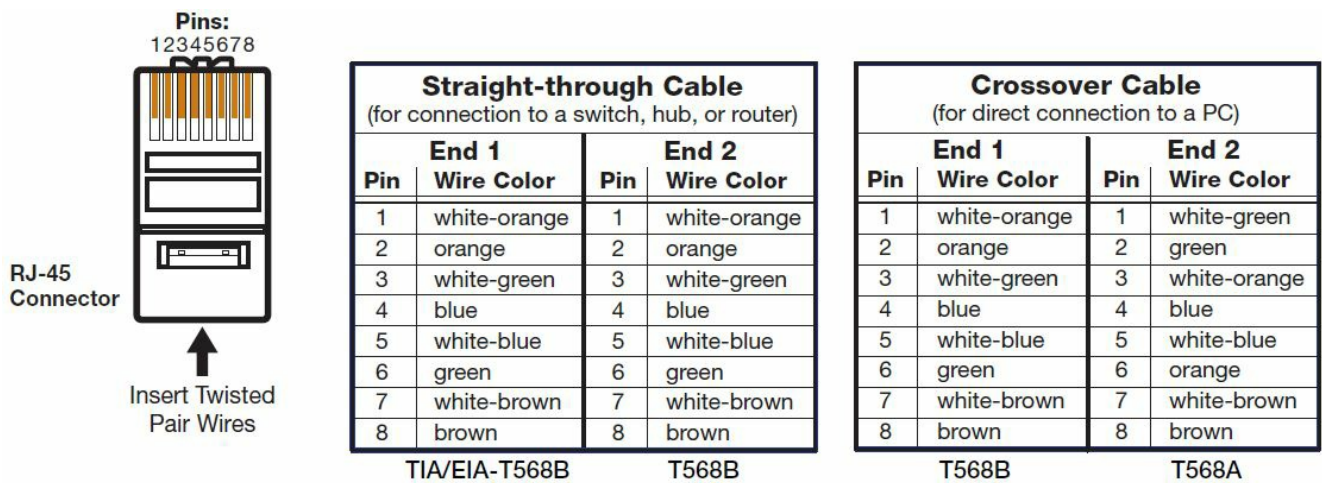 Pins:
12345678
RJ-45
Connector
Insert Twisted
Pair Wires
Straight-through Cable
(for connection to a switch, hub, or router)
End 1 End 2
Pin Wire Color Pin Wire Color
1 white-orange 1 white-orange
2 orange 2 orange
3 white-green 3 white-green
4 blue 4 blue
5 white-blue 5 white-blue
6 green 6 green
7 white-brown 7 white-brown
8 brown 8 brown
TIA/EIA-T568B T568B
Crossover Cable
(for direct connection to a PC)
End 1 End 2
Pin Wire Color Pin Wire Color
1 white-orange 1 white-green
2 orange 2 green
3 white-green 3 white-orange
4 blue 4 blue
5 white-blue 5 white-blue
6 green 6 orange
7 white-brown 7 white-brown
8 brown 8 brown
T568B T568A